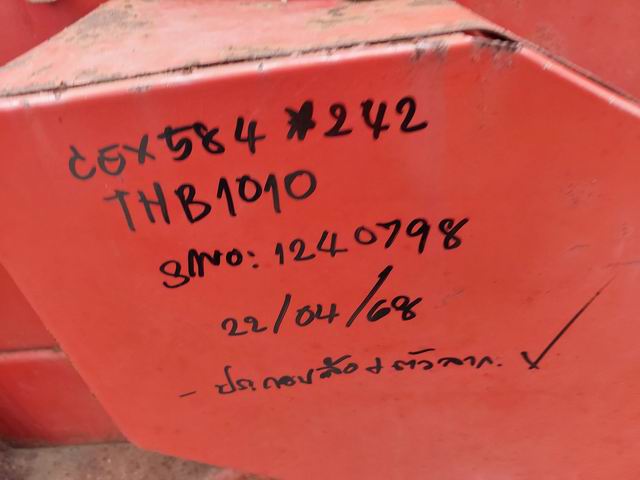 CEX584 *242
THB1010
S/NO: 1240798
22/04/68
- ประกอบล้อ + ตัวลาก. ✓